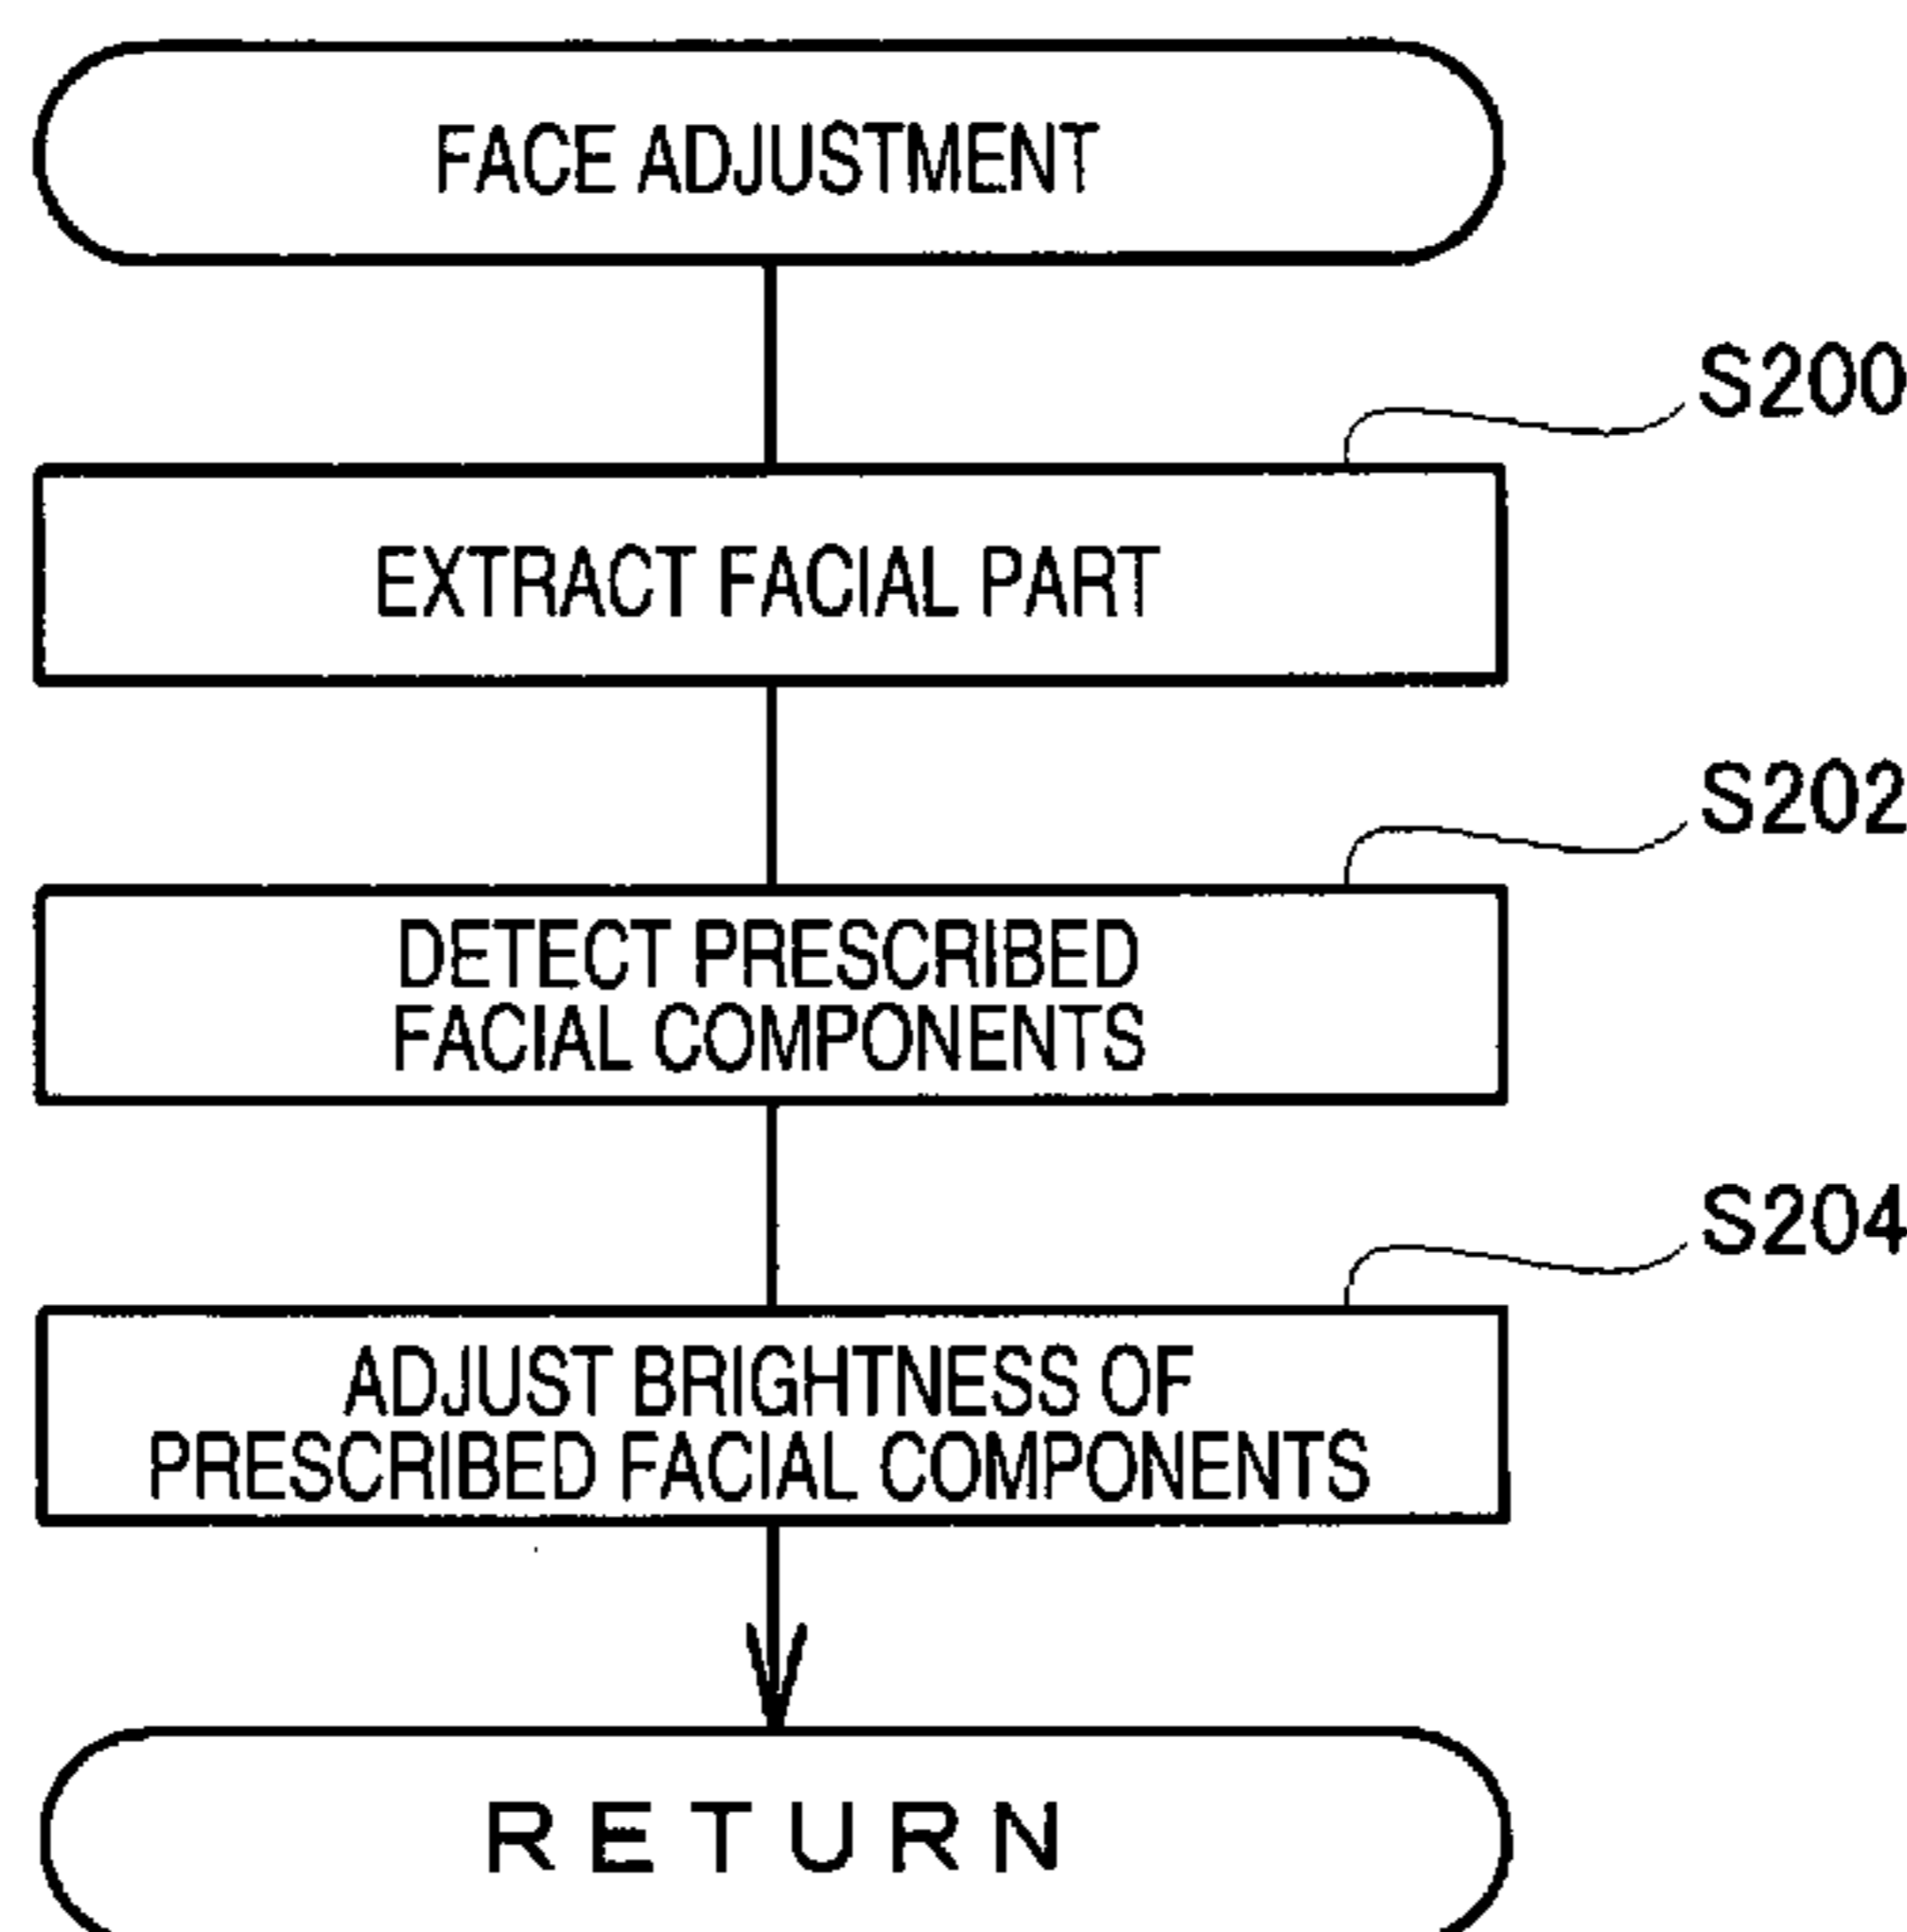 FACE ADJUSTMENT
S200
EXTRACT FACIAL PART
S202
DETECT PRESCRIBED
FACIAL COMPONENTS
S204
ADJUST BRIGHTNESS OF
PRESCRIBED FACIAL COMPONENTS
RETURN